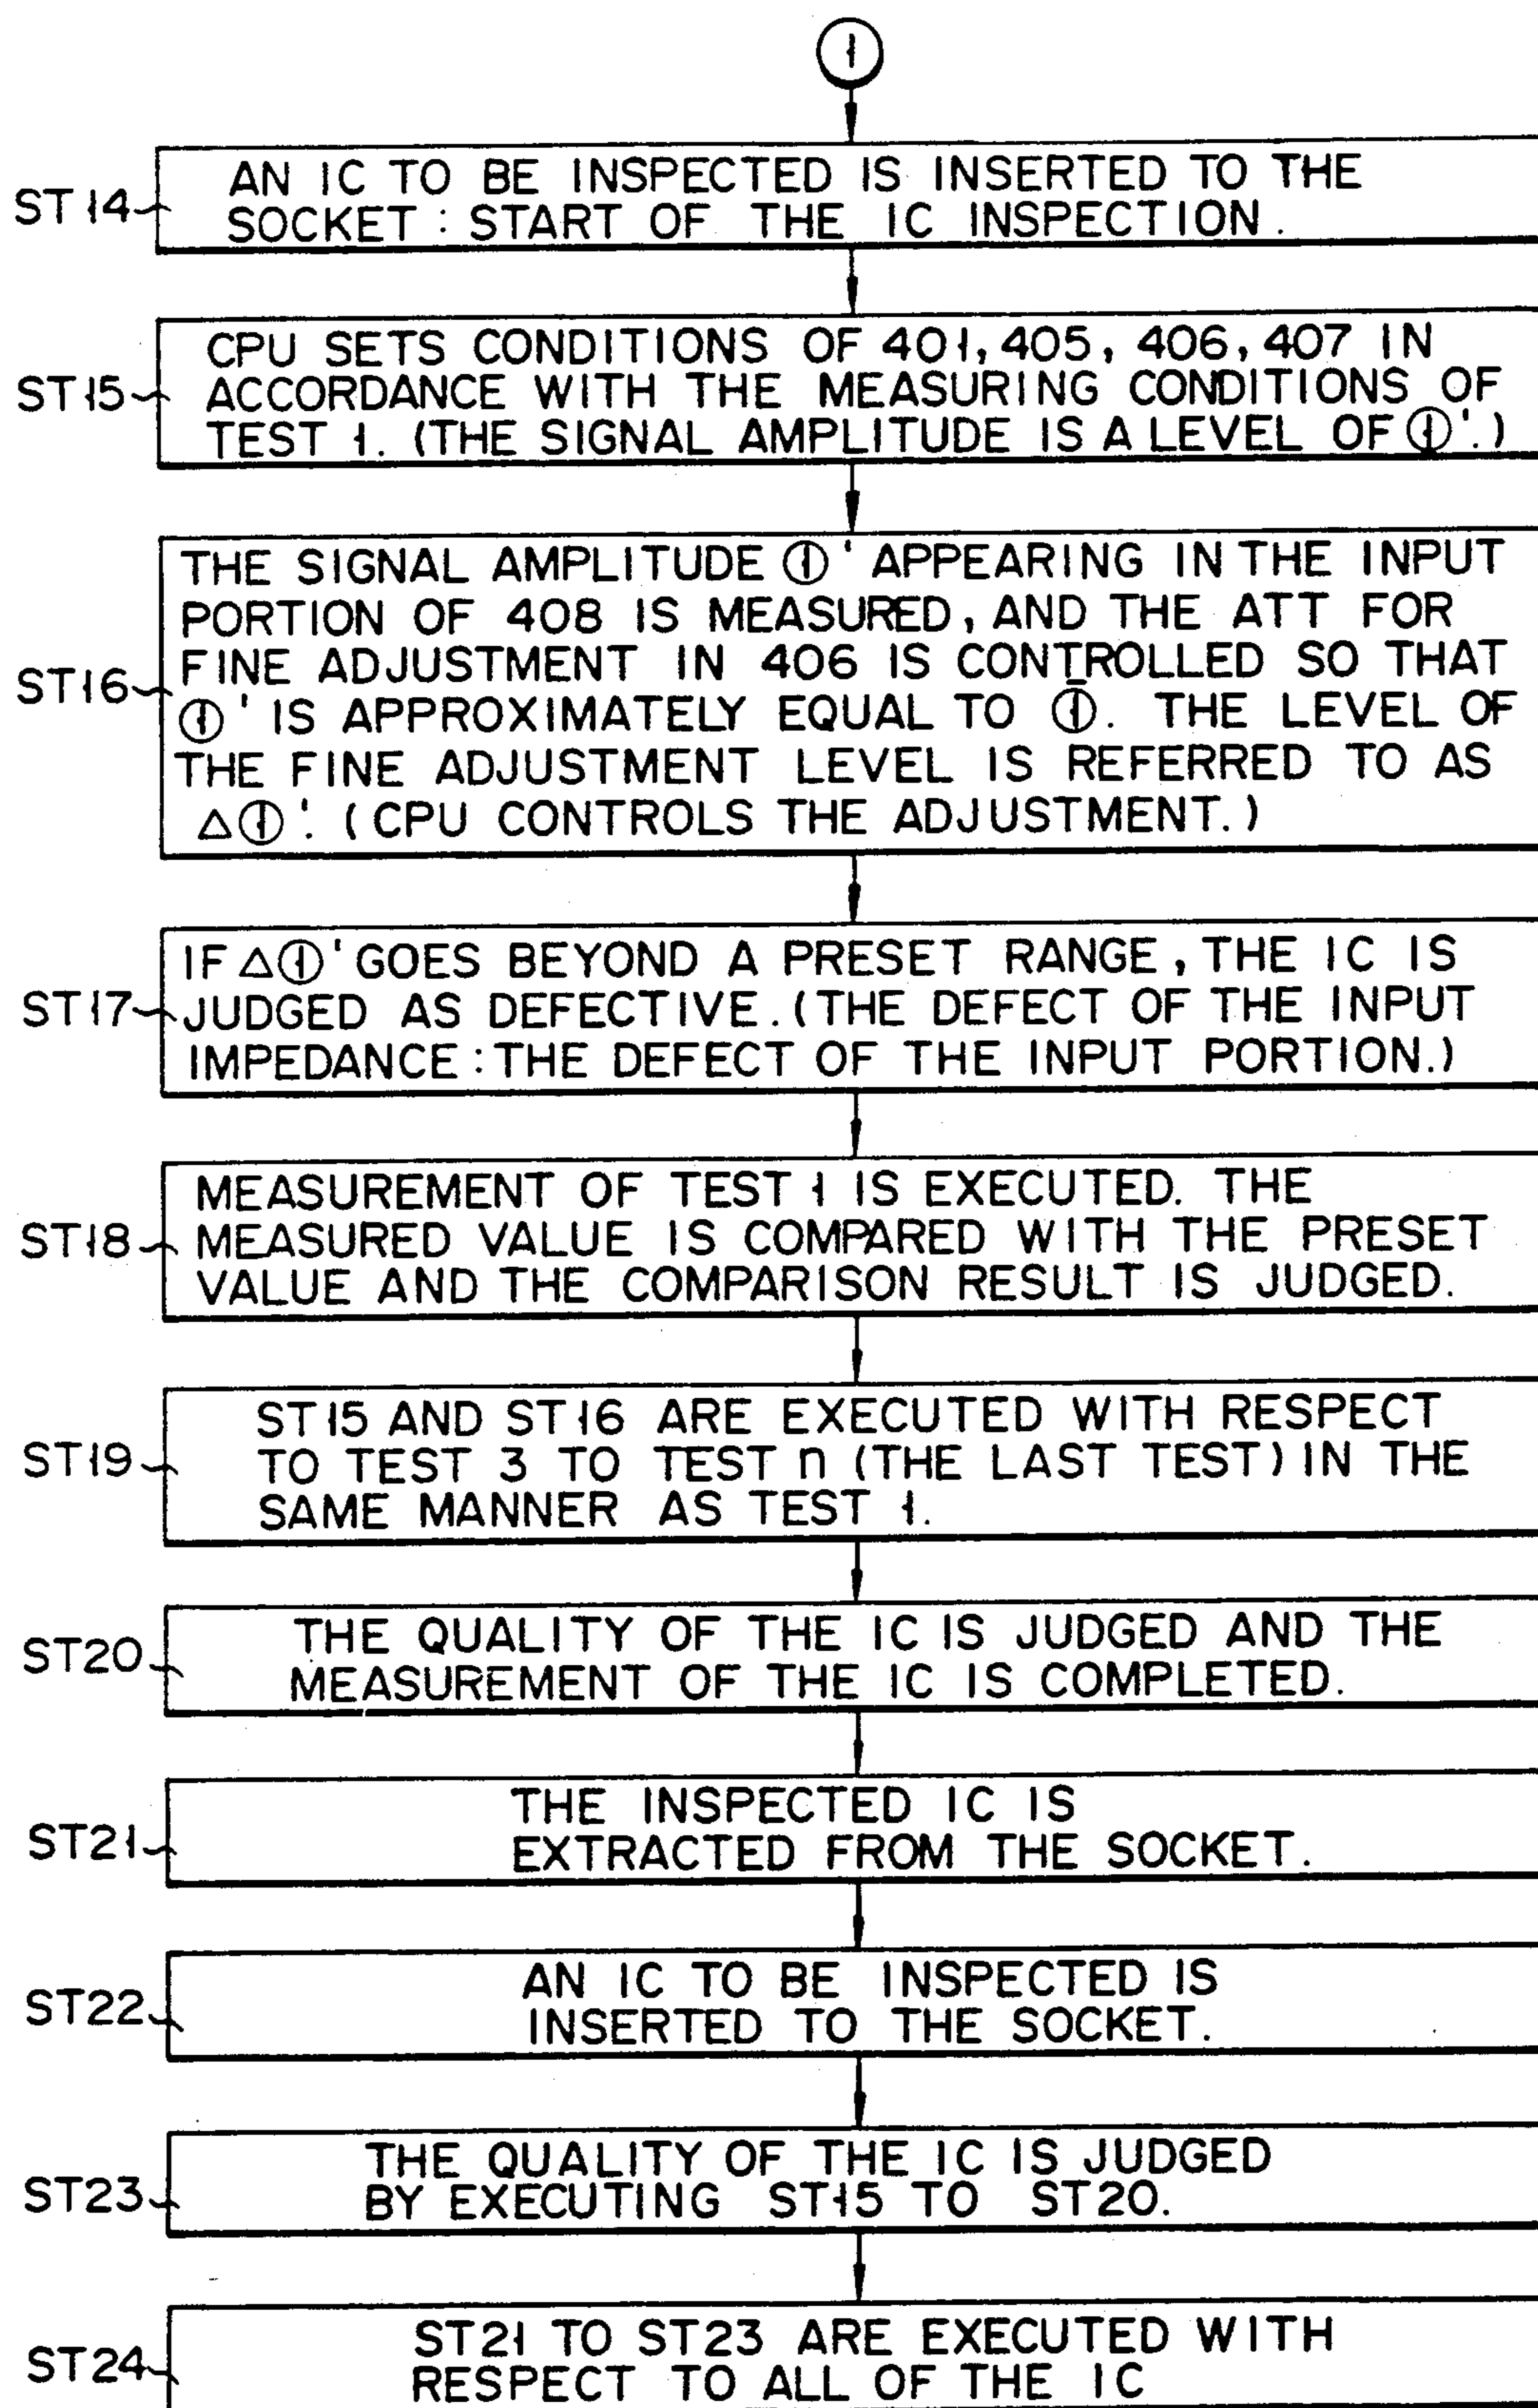 ①
ST14
AN IC TO BE INSPECTED IS INSERTED TO THE
SOCKET : START OF THE IC INSPECTION.
ST15
CPU SETS CONDITIONS OF 401, 405, 406, 407 IN
ACCORDANCE WITH THE MEASURING CONDITIONS OF
TEST 1. (THE SIGNAL AMPLITUDE IS A LEVEL OF ①'.)
ST16
THE SIGNAL AMPLITUDE ①' APPEARING IN THE INPUT
PORTION OF 408 IS MEASURED, AND THE ATT FOR
FINE ADJUSTMENT IN 406 IS CONTROLLED SO THAT
①' IS APPROXIMATELY EQUAL TO ①. THE LEVEL OF
THE FINE ADJUSTMENT LEVEL IS REFERRED TO AS
△①'. (CPU CONTROLS THE ADJUSTMENT.)
ST17
IF △①' GOES BEYOND A PRESET RANGE, THE IC IS
JUDGED AS DEFECTIVE. (THE DEFECT OF THE INPUT
IMPEDANCE : THE DEFECT OF THE INPUT PORTION.)
ST18
MEASUREMENT OF TEST 1 IS EXECUTED. THE
MEASURED VALUE IS COMPARED WITH THE PRESET
VALUE AND THE COMPARISON RESULT IS JUDGED.
ST19
ST15 AND ST16 ARE EXECUTED WITH RESPECT
TO TEST 3 TO TEST n (THE LAST TEST) IN THE
SAME MANNER AS TEST 1.
ST20
THE QUALITY OF THE IC IS JUDGED AND THE
MEASUREMENT OF THE IC IS COMPLETED.
ST21
THE INSPECTED IC IS
EXTRACTED FROM THE SOCKET.
ST22
AN IC TO BE INSPECTED IS
INSERTED TO THE SOCKET.
ST23
THE QUALITY OF THE IC IS JUDGED
BY EXECUTING ST15 TO ST20.
ST24
ST21 TO ST23 ARE EXECUTED WITH
RESPECT TO ALL OF THE IC